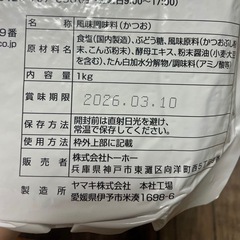 9:00～17:00)
9番
co.jp
名称 風味調味料(かつお)
原材料名 食塩(国内製造)、ぶどう糖、風味原料(かつおぶし粉末、こんぶ粉末)、酵母エキス、粉末醤油(小麦・大豆を含む)、たん白加水分解物/調味料(アミノ酸等)
内容量 1kg
賞味期限 2026.03.10
保存方法 開封前は直射日光を避け、常温で保存してください。
使用方法 枠外上部に記載
販売者 株式会社トーホー
兵庫県神戸市東灘区向洋町西5丁目
製造所 ヤマキ株式会社 本社工場
愛媛県伊予市米湊1698-6